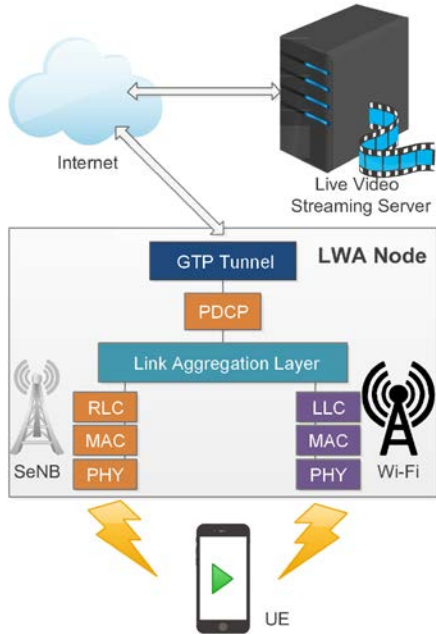 Internet
Live Video
Streaming Server
LWA Node
GTP Tunnel
PDCP
Link Aggregation Layer
RLC
MAC
PHY
SeNB
LLC
MAC
PHY
Wi-Fi
UE